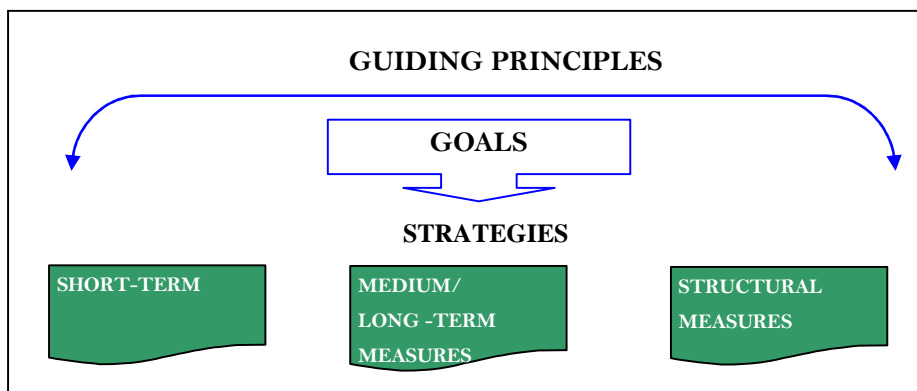 GUIDING PRINCIPLES
GOALS
STRATEGIES
SHORT-TERM
MEDIUM/
LONG -TERM
MEASURES
STRUCTURAL
MEASURES